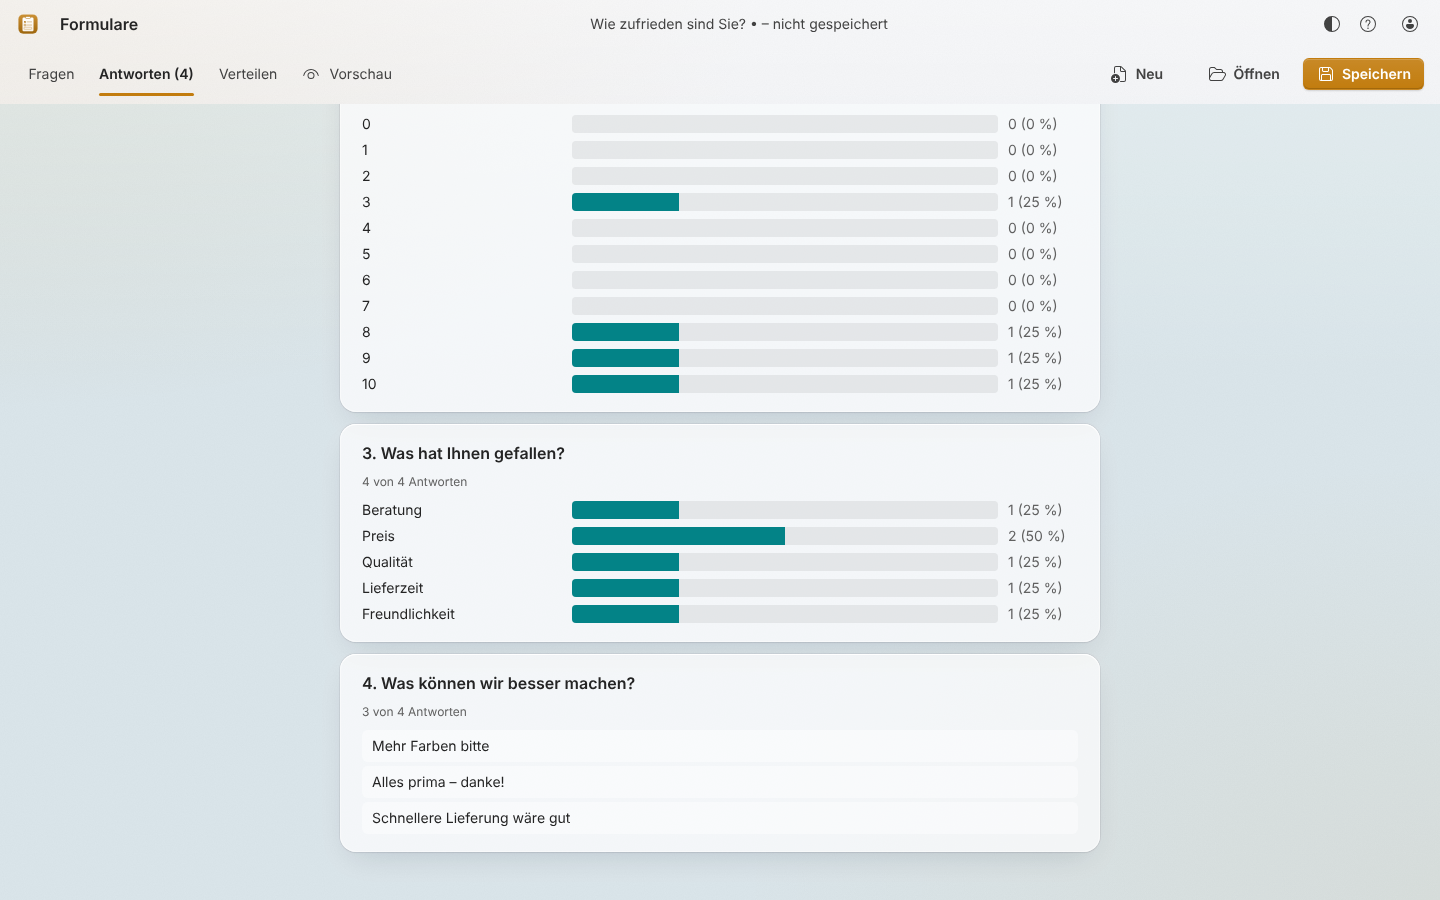 Formulare
Wie zufrieden sind Sie? • – nicht gespeichert
Fragen
Antworten (4)
Verteilen
Vorschau
Neu
Öffnen
Speichern
0 0 (0 %)
1 0 (0 %)
2 0 (0 %)
3 1 (25 %)
4 0 (0 %)
5 0 (0 %)
6 0 (0 %)
7 0 (0 %)
8 1 (25 %)
9 1 (25 %)
10 1 (25 %)
3. Was hat Ihnen gefallen?
4 von 4 Antworten
Beratung 1 (25 %)
Preis 2 (50 %)
Qualität 1 (25 %)
Lieferzeit 1 (25 %)
Freundlichkeit 1 (25 %)
4. Was können wir besser machen?
3 von 4 Antworten
Mehr Farben bitte
Alles prima – danke!
Schnellere Lieferung wäre gut